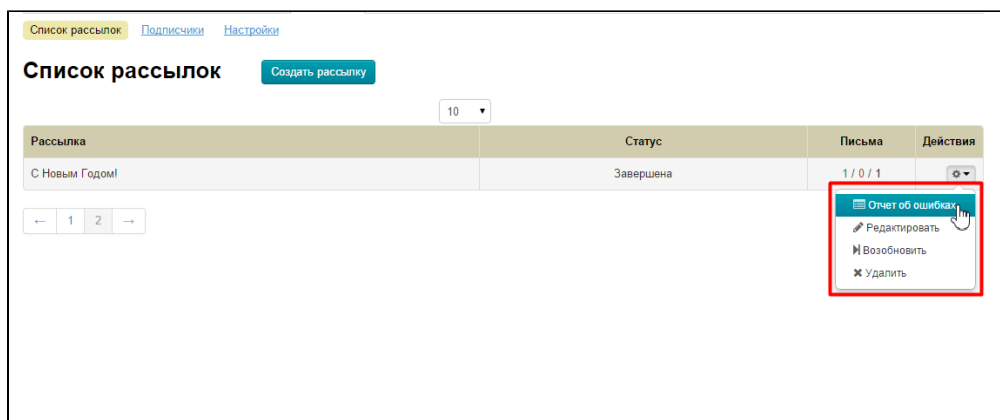 Список рассылок Подписчики Настройки
Список рассылок Создать рассылку
10
Рассылка Статус Письма Действия
С Новым Годом! Завершена 1 / 0 / 1
Отчет об ошибках
← 1 2 →
Редактировать
Возобновить
Удалить